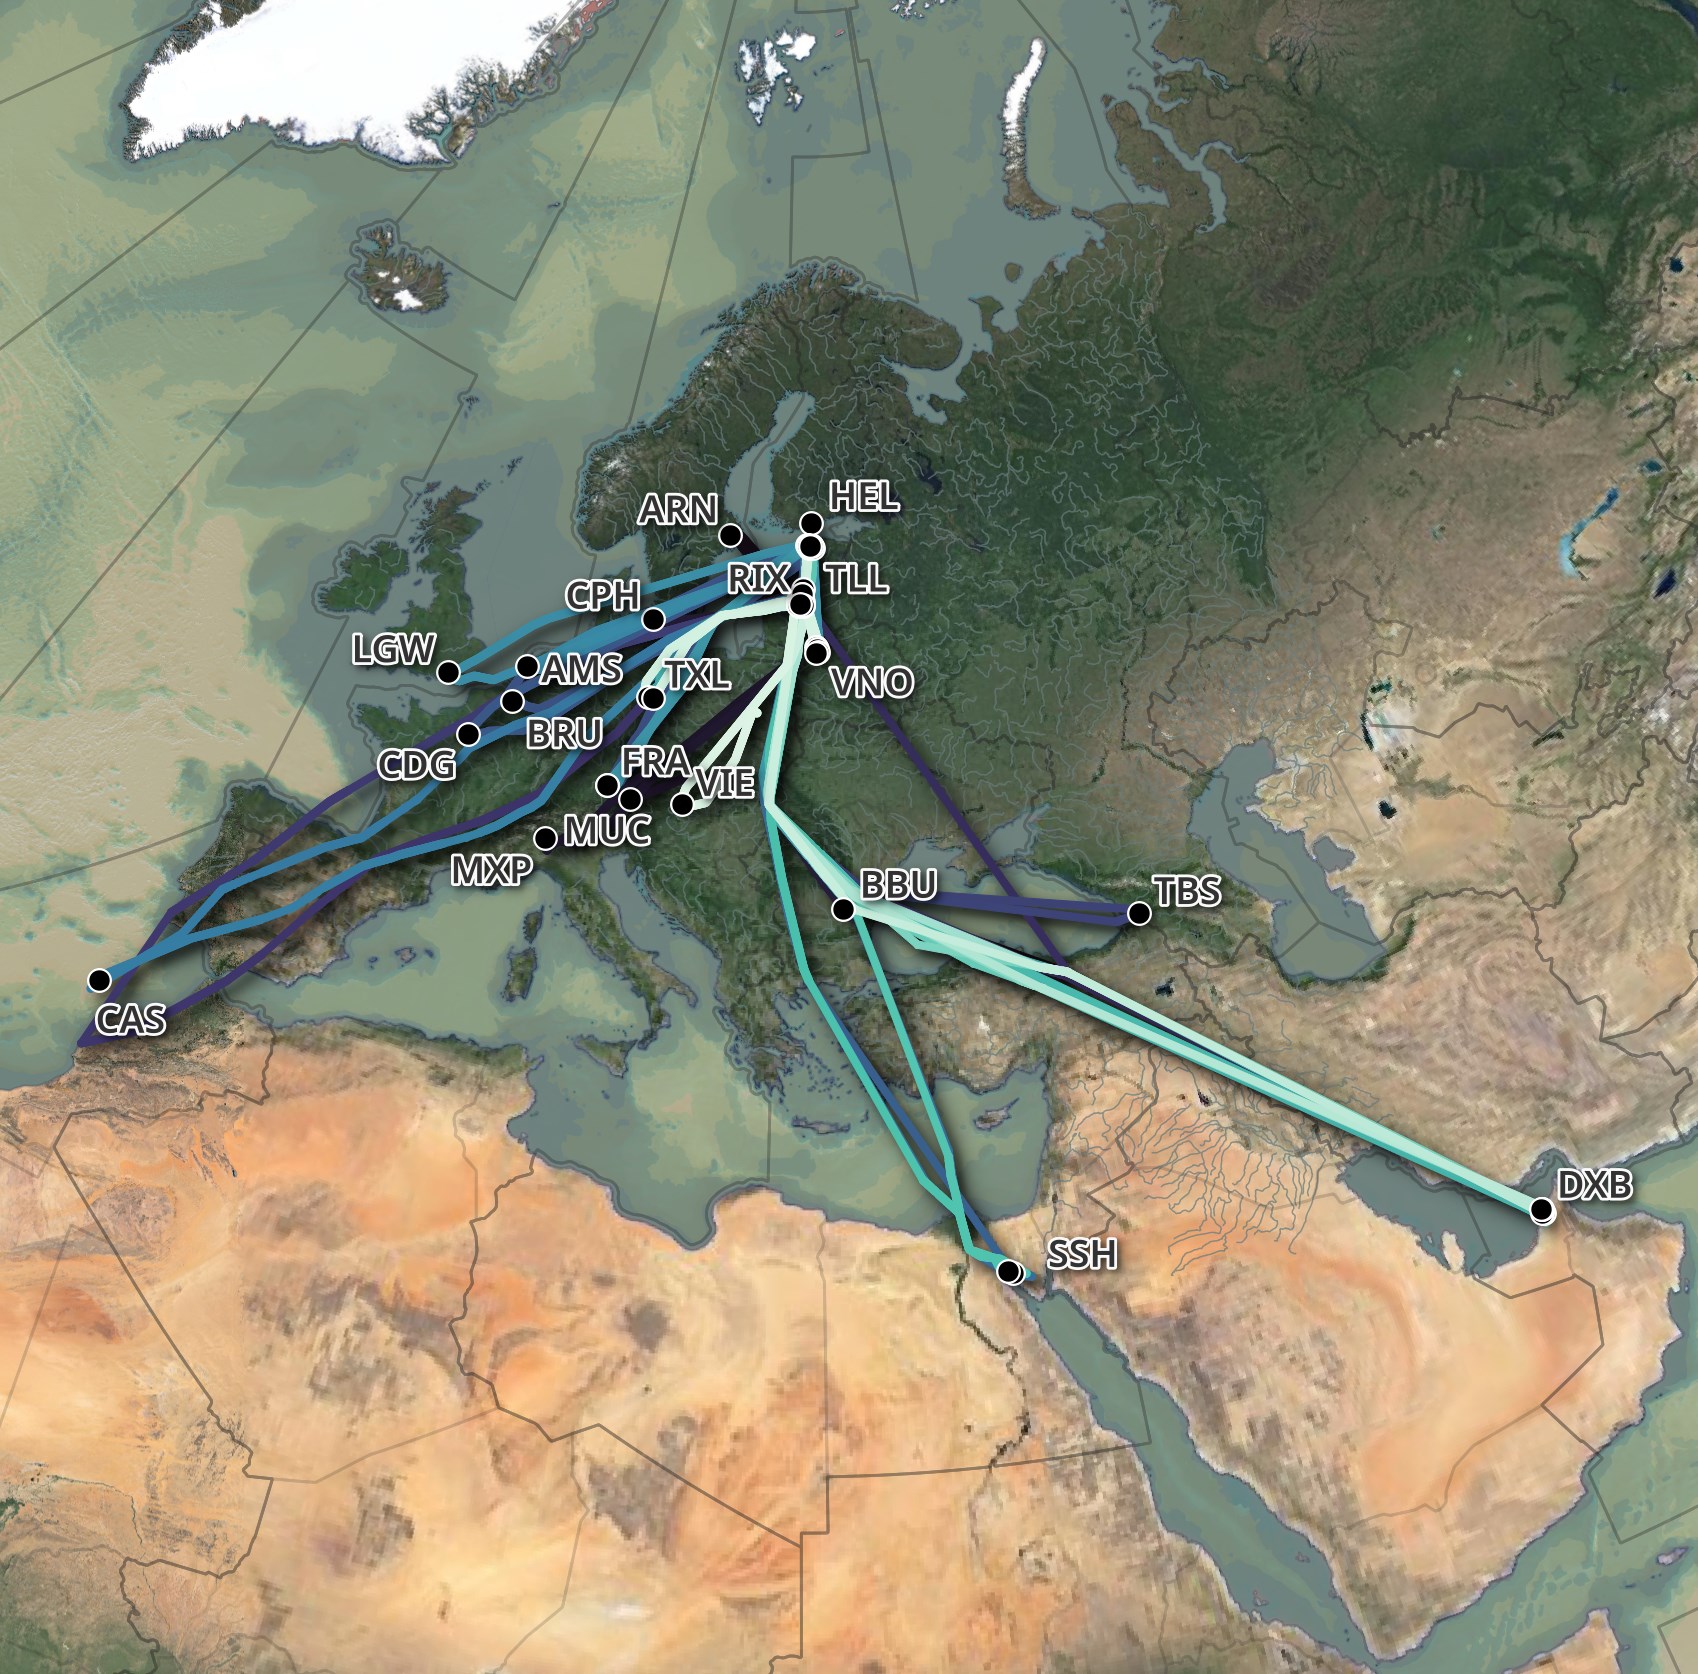 HEL
ARN
RIX
TLL
CPH
LGW
AMS
TXL
VNO
BRU
CDG
FRA
VIE
MUC
MXP
BBU
TBS
CAS
DXB
SSH